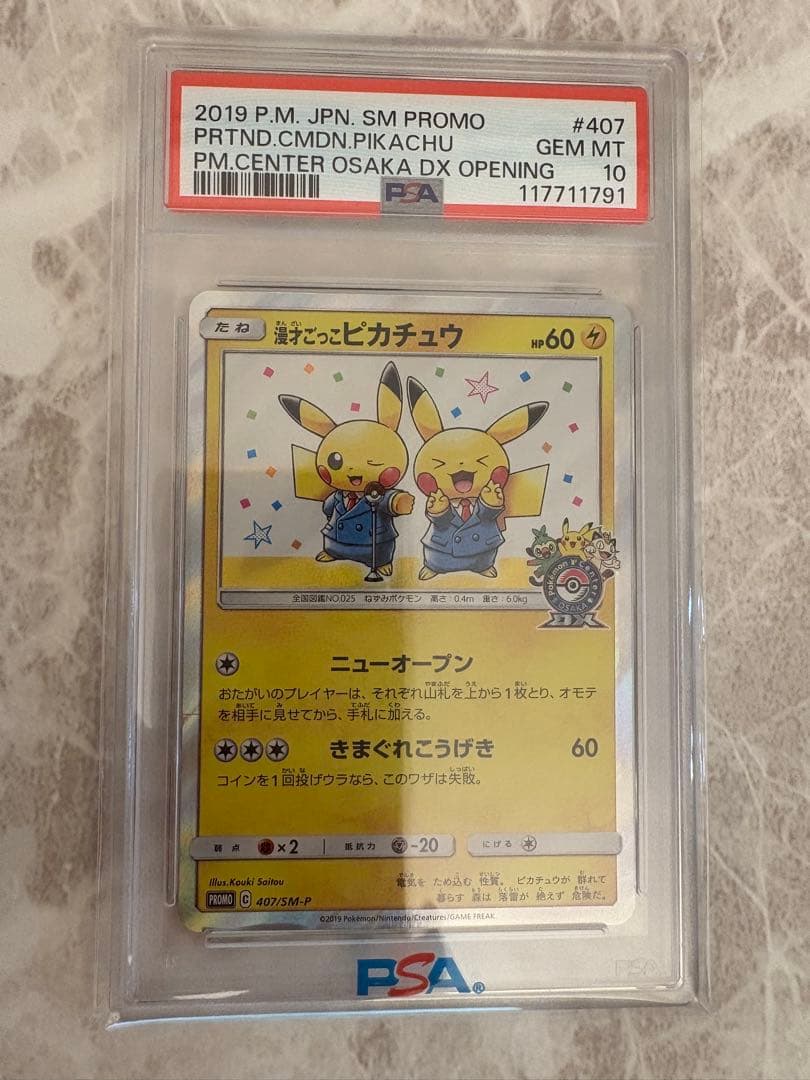 2019 P.M. JPN. SM PROMO #407
PRTND.CMDN.PIKACHU GEM MT
PM.CENTER OSAKA DX OPENING 10
PSA 117711791
たね 漫才ごっこピカチュウ HP60
Pokémon Center
OSAKA
DX
全国図鑑NO.025 ねずみポケモン 高さ:0.4m 重さ:6.0kg
ニューオープン
おたがいのプレイヤーは、それぞれ山札を上から1枚とり、オモテ
を相手に見せてから、手札に加える。
きまぐれこうげき 60
コインを1回投げウラなら、このワザは失敗。
弱点 ×2 抵抗力 -20 にげる
Illus.Kouki Saitou
電気を ため込む 性質。 ピカチュウが 群れて
暮らす 森は 落雷が 絶えず 危険だ。
PROMO C 407/SM-P
©2019 Pokémon/Nintendo/Creatures/GAME FREAK.
PSA®